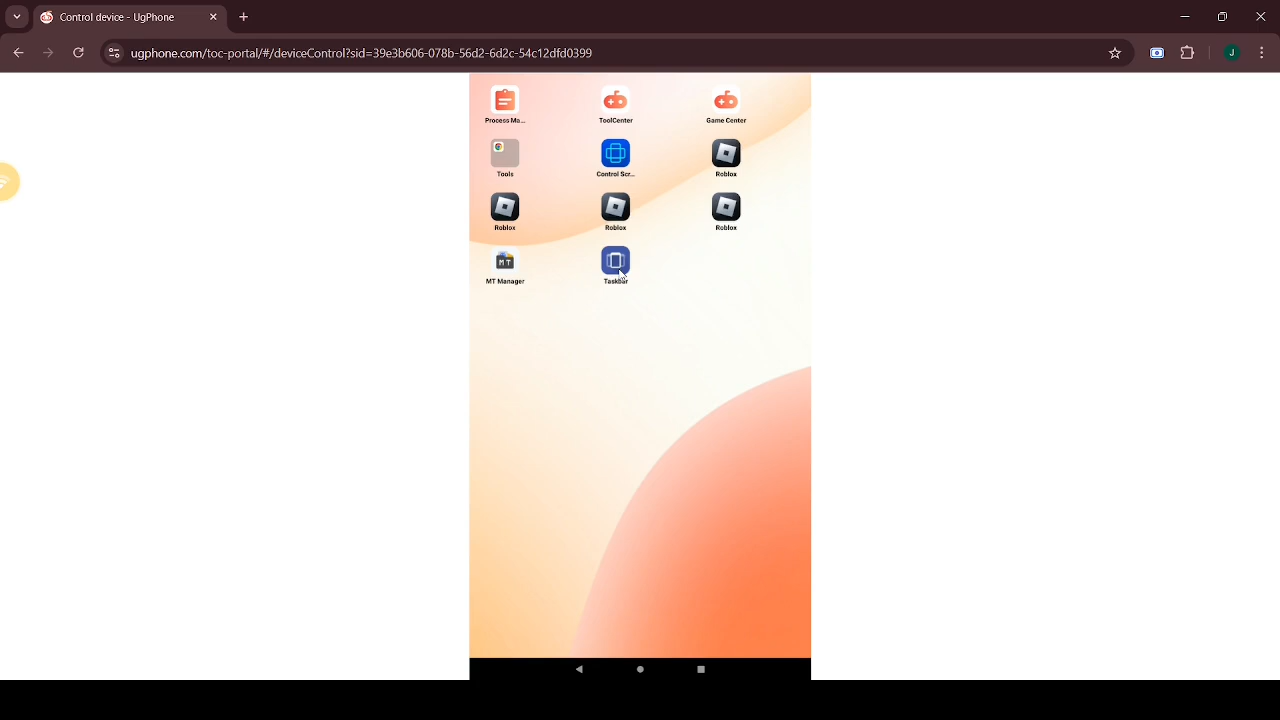 Control device - UgPhone
ugphone.com/toc-portal/#/deviceControl?sid=39e3b606-078b-56d2-6d2c-54c12dfd0399
J
Process Ma...
ToolCenter
Game Center
Tools
Control Scr...
Roblox
Roblox
Roblox
Roblox
MT
MT Manager
Taskbar